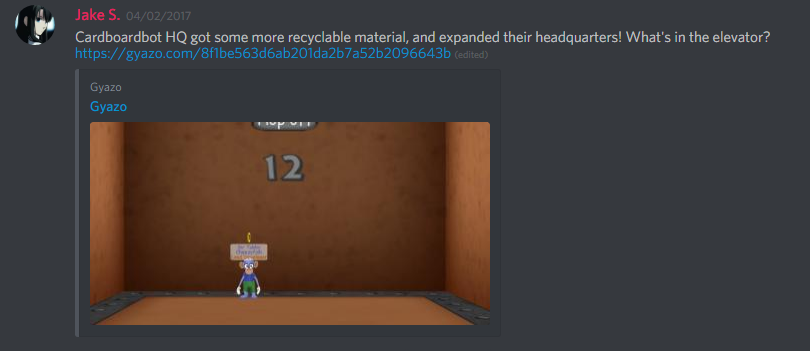 Jake S. 04/02/2017
Cardboardbot HQ got some more recyclable material, and expanded their headquarters! What's in the elevator?
https://gyazo.com/8f1be563d6ab201da2b7a52b2096643b (edited)
Gyazo
Gyazo
12